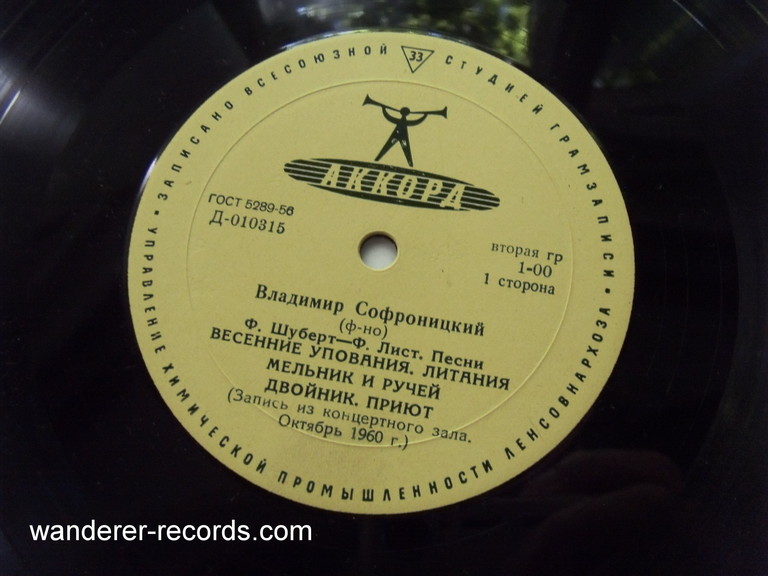 ЗАПИСАНО ВСЕСОЮЗНОЙ 33 СТУДИЕЙ ГРАМЗАПИСИ
АККОРД
ГОСТ 5289-56
Д-010315
вторая гр
1-00
1 сторона
Владимир Софроницкий
(ф-но)
Ф. Шуберт—Ф. Лист. Песни
ВЕСЕННИЕ УПОВАНИЯ. ЛИТАНИЯ
МЕЛЬНИК И РУЧЕЙ
ДВОЙНИК. ПРИЮТ
(Запись из концертного зала.
Октябрь 1960 г.)
УПРАВЛЕНИЕ ХИМИЧЕСКОЙ ПРОМЫШЛЕННОСТИ ЛЕНСОВНАРХОЗА
wanderer-records.com